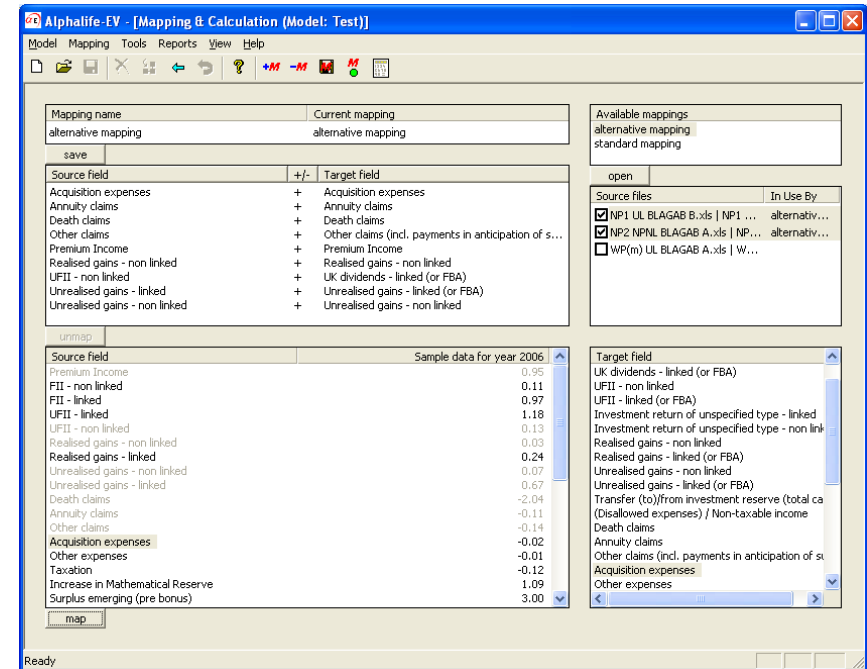 Alphalife-EV - [Mapping & Calculation (Model: Test)]
Model Mapping Tools Reports View Help
+M -M M M
Mapping name Current mapping
alternative mapping alternative mapping
save
Available mappings
alternative mapping
standard mapping
open
Source field +/- Target field
Acquisition expenses + Acquisition expenses
Annuity claims + Annuity claims
Death claims + Death claims
Other claims + Other claims (incl. payments in anticipation of s...
Premium Income + Premium Income
Realised gains - non linked + Realised gains - non linked
UFII - non linked + UK dividends - linked (or FBA)
Unrealised gains - linked + Unrealised gains - linked (or FBA)
Unrealised gains - non linked + Unrealised gains - non linked
unmap
Source files In Use By
NP1 UL BLAGAB B.xls | NP1 ... alternativ...
NP2 NPNL BLAGAB A.xls | NP... alternativ...
WP(m) UL BLAGAB A.xls | W...
Source field Sample data for year 2006
Premium Income 0.95
FII - non linked 0.11
FII - linked 0.97
UFII - linked 1.18
UFII - non linked 0.13
Realised gains - non linked 0.03
Realised gains - linked 0.24
Unrealised gains - non linked 0.07
Unrealised gains - linked 0.67
Death claims -2.04
Annuity claims -0.11
Other claims -0.14
Acquisition expenses -0.02
Other expenses -0.01
Taxation -0.12
Increase in Mathematical Reserve 1.09
Surplus emerging (pre bonus) 3.00
map
Target field
UK dividends - linked (or FBA)
UFII - non linked
UFII - linked (or FBA)
Investment return of unspecified type - linked
Investment return of unspecified type - non link
Realised gains - non linked
Realised gains - linked (or FBA)
Unrealised gains - non linked
Unrealised gains - linked (or FBA)
Transfer (to)/from investment reserve (total ca
(Disallowed expenses) / Non-taxable income
Death claims
Annuity claims
Other claims (incl. payments in anticipation of su
Acquisition expenses
Other expenses
Ready